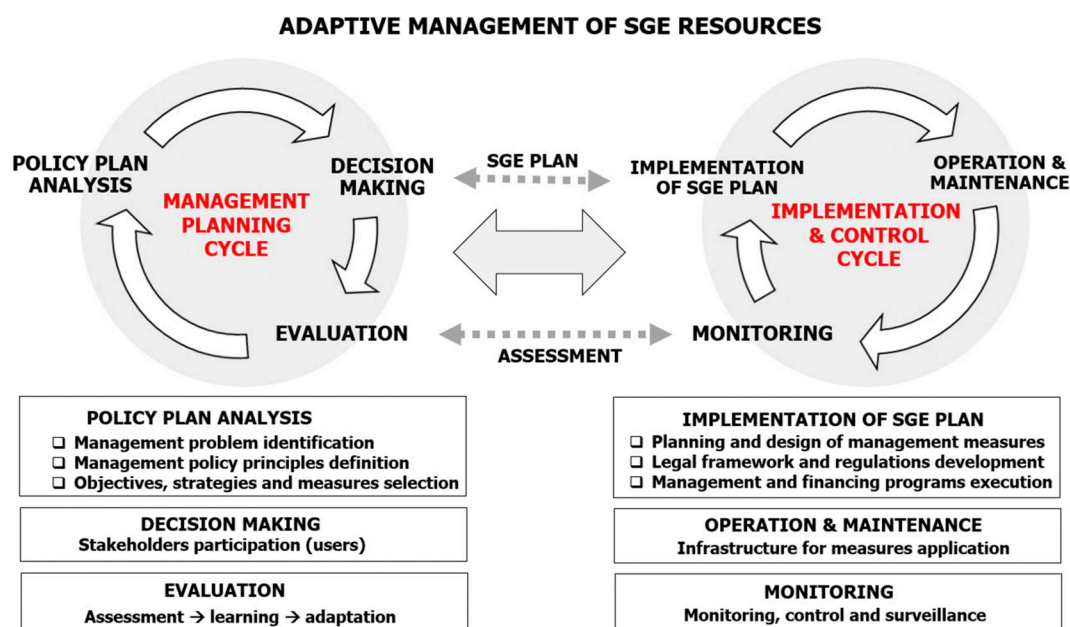 ADAPTIVE MANAGEMENT OF SGE RESOURCES
POLICY PLAN
ANALYSIS
DECISION
MAKING
MANAGEMENT
PLANNING
CYCLE
EVALUATION
SGE PLAN
ASSESSMENT
IMPLEMENTATION
OF SGE PLAN
OPERATION &
MAINTENANCE
IMPLEMENTATION
& CONTROL
CYCLE
MONITORING
POLICY PLAN ANALYSIS
❑ Management problem identification
❑ Management policy principles definition
❑ Objectives, strategies and measures selection
DECISION MAKING
Stakeholders participation (users)
EVALUATION
Assessment → learning → adaptation
IMPLEMENTATION OF SGE PLAN
❑ Planning and design of management measures
❑ Legal framework and regulations development
❑ Management and financing programs execution
OPERATION & MAINTENANCE
Infrastructure for measures application
MONITORING
Monitoring, control and surveillance